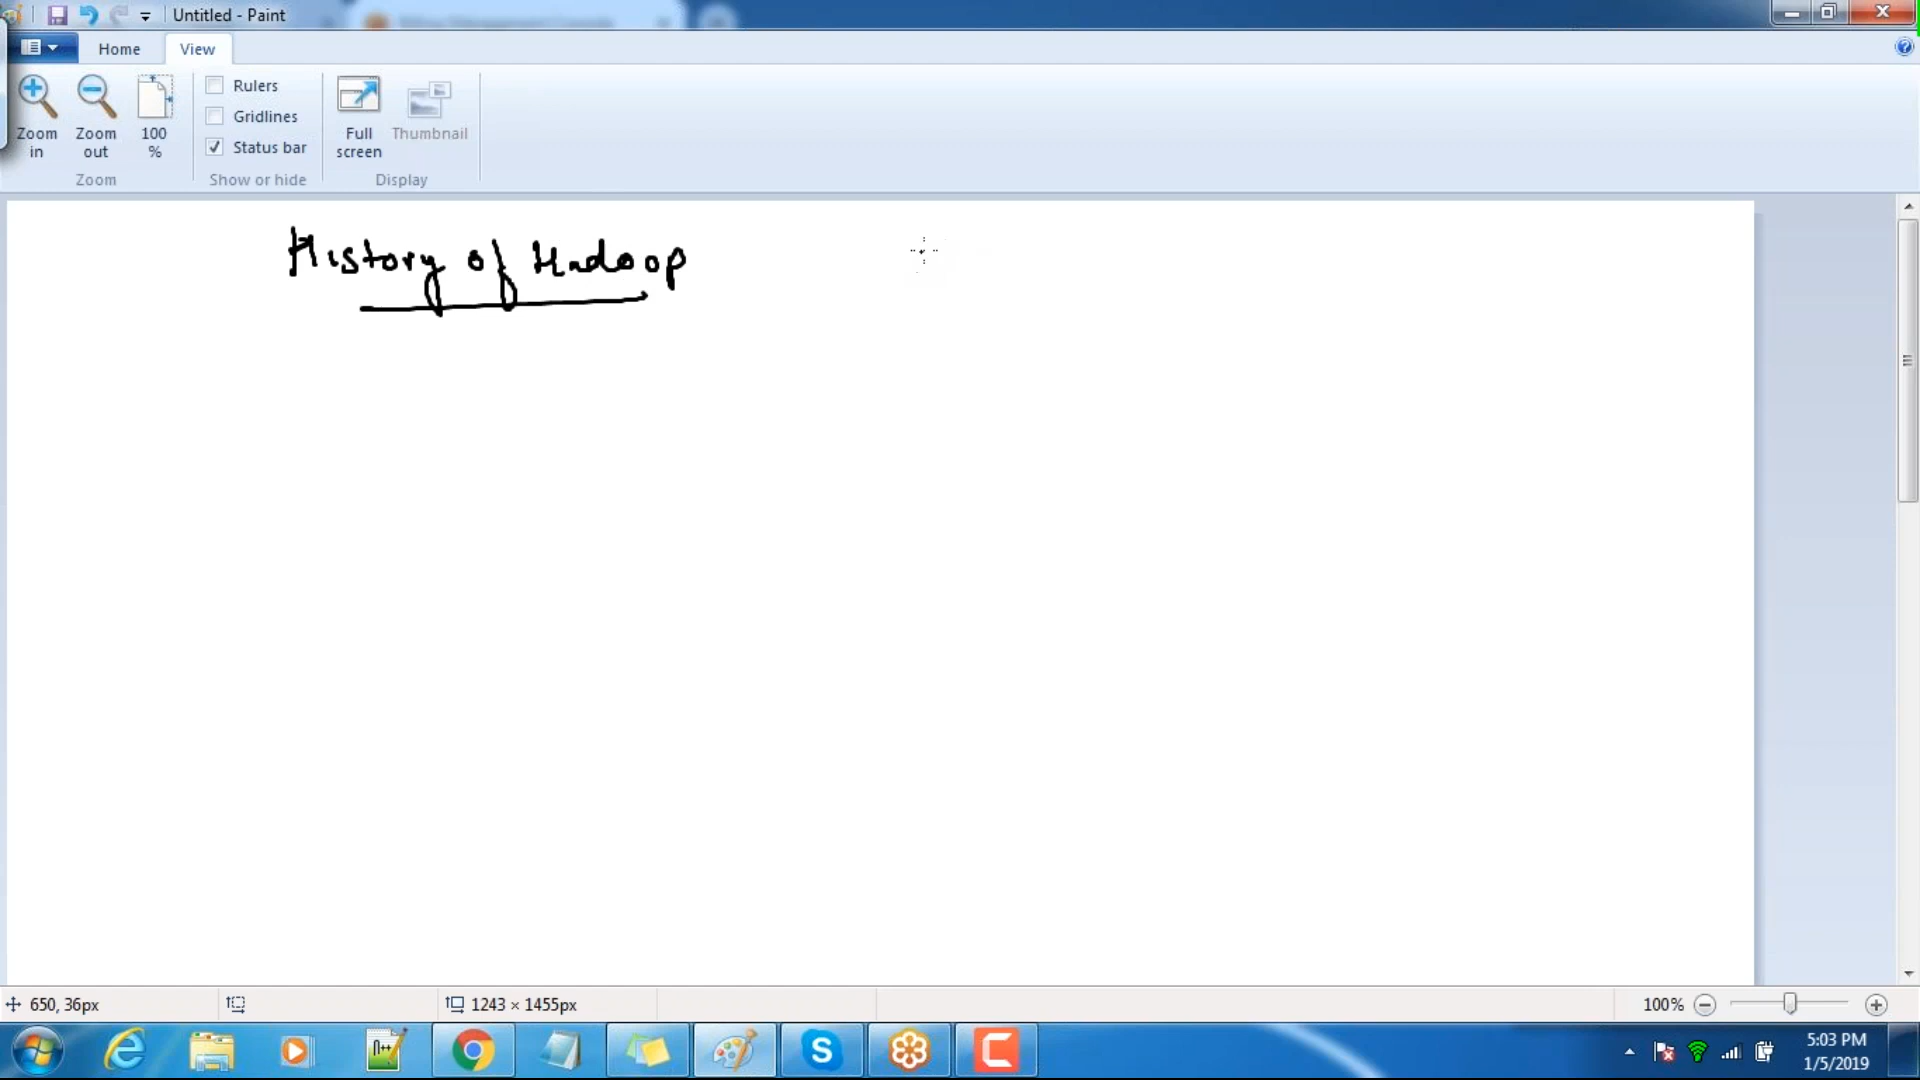 Untitled - Paint
Home View
Rulers
Gridlines
Status bar
Zoom in
Zoom out
100 %
Full screen
Thumbnail
Zoom
Show or hide
Display
History of Hadoop
650, 36px
1243 × 1455px
100%
5:03 PM
1/5/2019